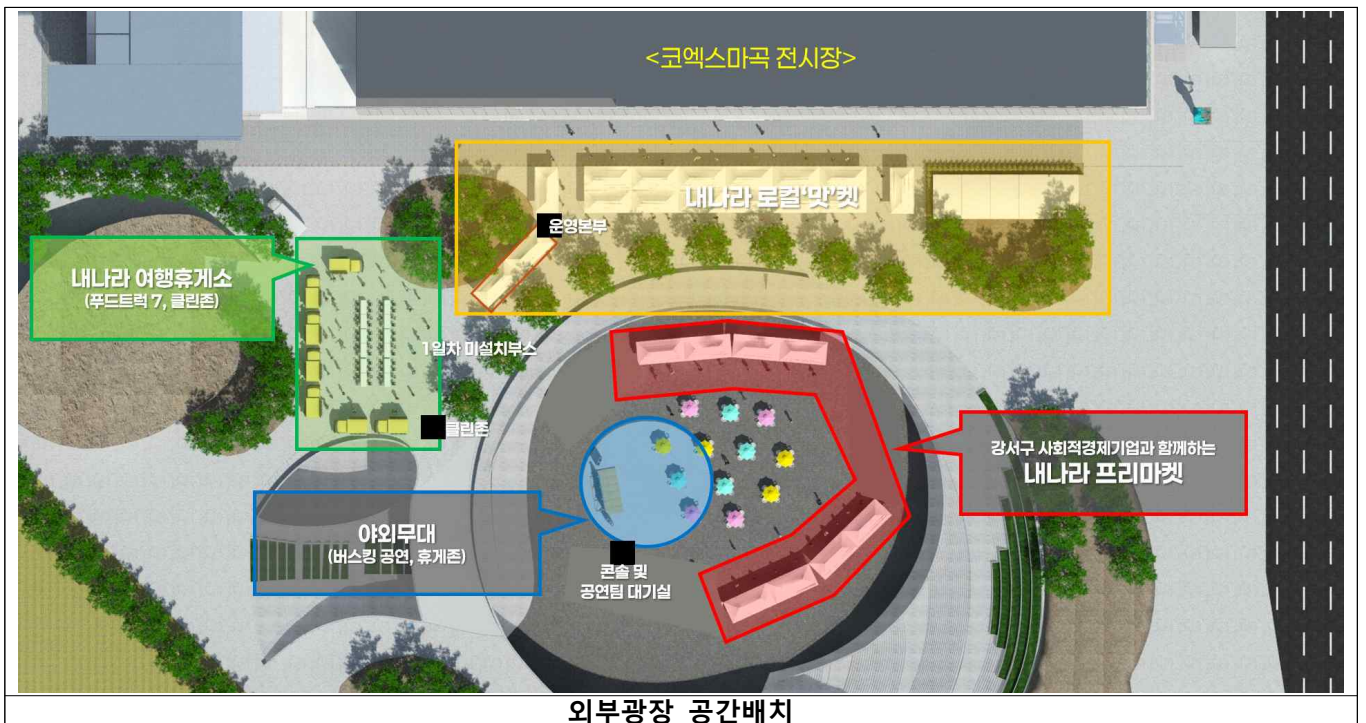 <코엑스마곡 전시장>
내나라 로컬‘맛’켓
운영본부
내나라 여행휴게소
(푸드트럭 7, 클린존)
1일차 미설치부스
클린존
강서구 사회적경제기업과 함께하는
내나라 프리마켓
야외무대
(버스킹 공연, 휴게존)
콘솔 및
공연팀 대기실
외부광장 공간배치